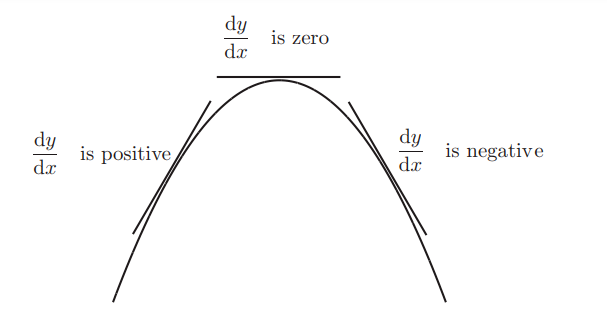 dy/dx is zero
dy/dx is positive
dy/dx is negative